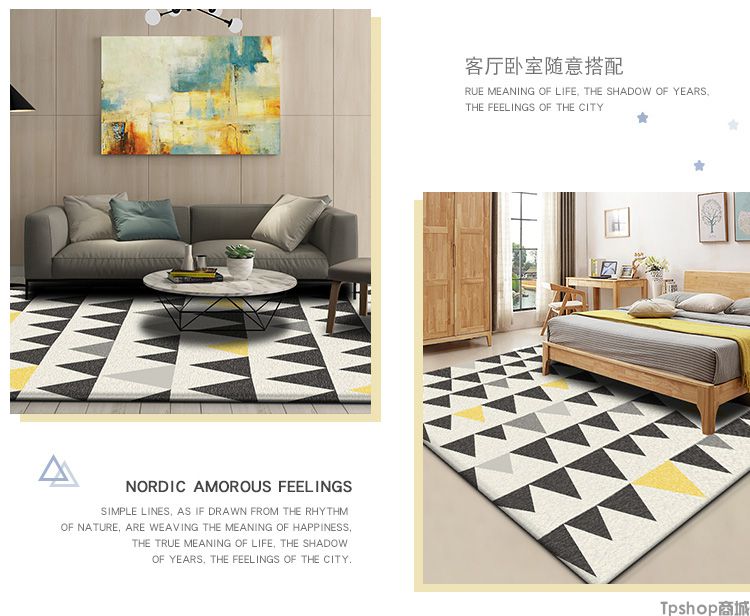 客厅卧室随意搭配
RUE MEANING OF LIFE, THE SHADOW OF YEARS,
THE FEELINGS OF THE CITY
NORDIC AMOROUS FEELINGS
SIMPLE LINES, AS IF DRAWN FROM THE RHYTHM
OF NATURE, ARE WEAVING THE MEANING OF HAPPINESS,
THE TRUE MEANING OF LIFE, THE SHADOW
OF YEARS, THE FEELINGS OF THE CITY.
Tpshop商城